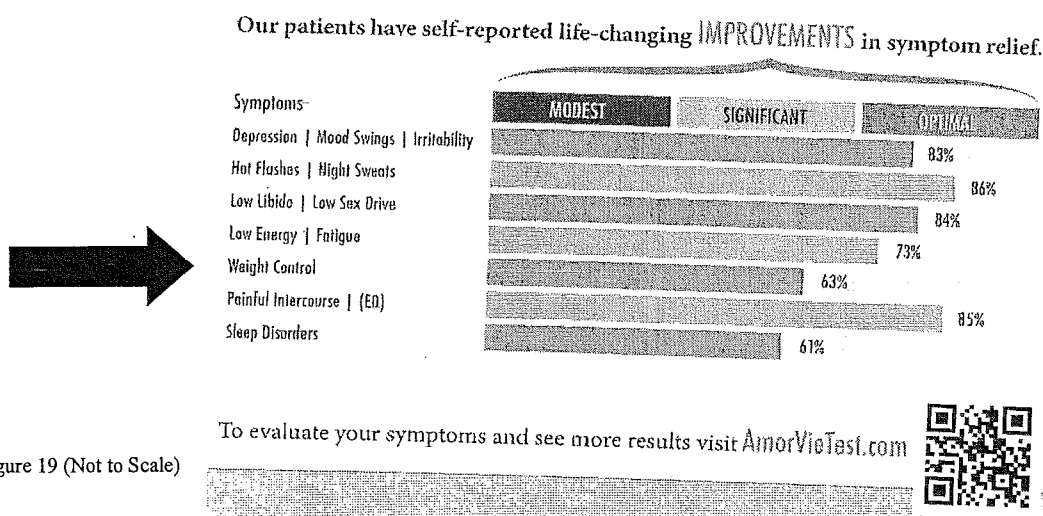 Our patients have self-reported life-changing IMPROVEMENTS in symptom relief.
Symptoms
MODEST
SIGNIFICANT
OPTIMAL
Depression | Mood Swings | Irritability
83%
Hot Flashes | Night Sweats
86%
Low Libido | Low Sex Drive
84%
Low Energy | Fatigue
73%
Weight Control
63%
Painful Intercourse | (ED)
85%
Sleep Disorders
61%
To evaluate your symptoms and see more results visit AmorVieTest.com
gure 19 (Not to Scale)